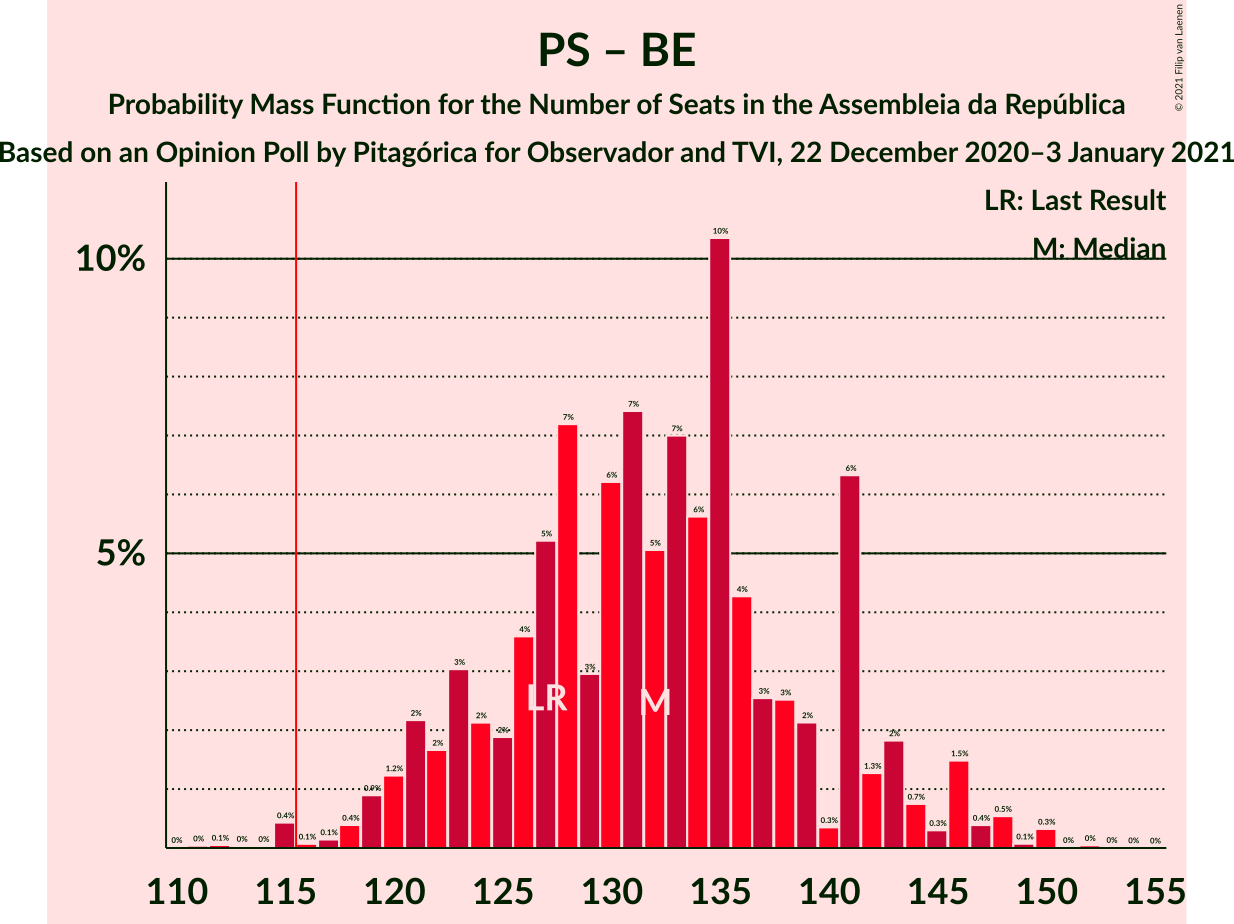 PS – BE
© 2021 Filip van Laenen
Probability Mass Function for the Number of Seats in the Assembleia da República
Based on an Opinion Poll by Pitagórica for Observador and TVI, 22 December 2020–3 January 2021
LR: Last Result
M: Median
10%
5%
0% 0% 0.1% 0% 0% 0.4% 0.1% 0.1% 0.4% 0.9% 1.2% 2% 2% 3% 2% 2% 4% 5% 7% 3% 6% 7% 5% 7% 6% 10% 4% 3% 3% 2% 0.3% 6% 1.3% 2% 0.7% 0.3% 1.5% 0.4% 0.5% 0.1% 0.3% 0% 0% 0% 0% 0%
LR M
110 115 120 125 130 135 140 145 150 155